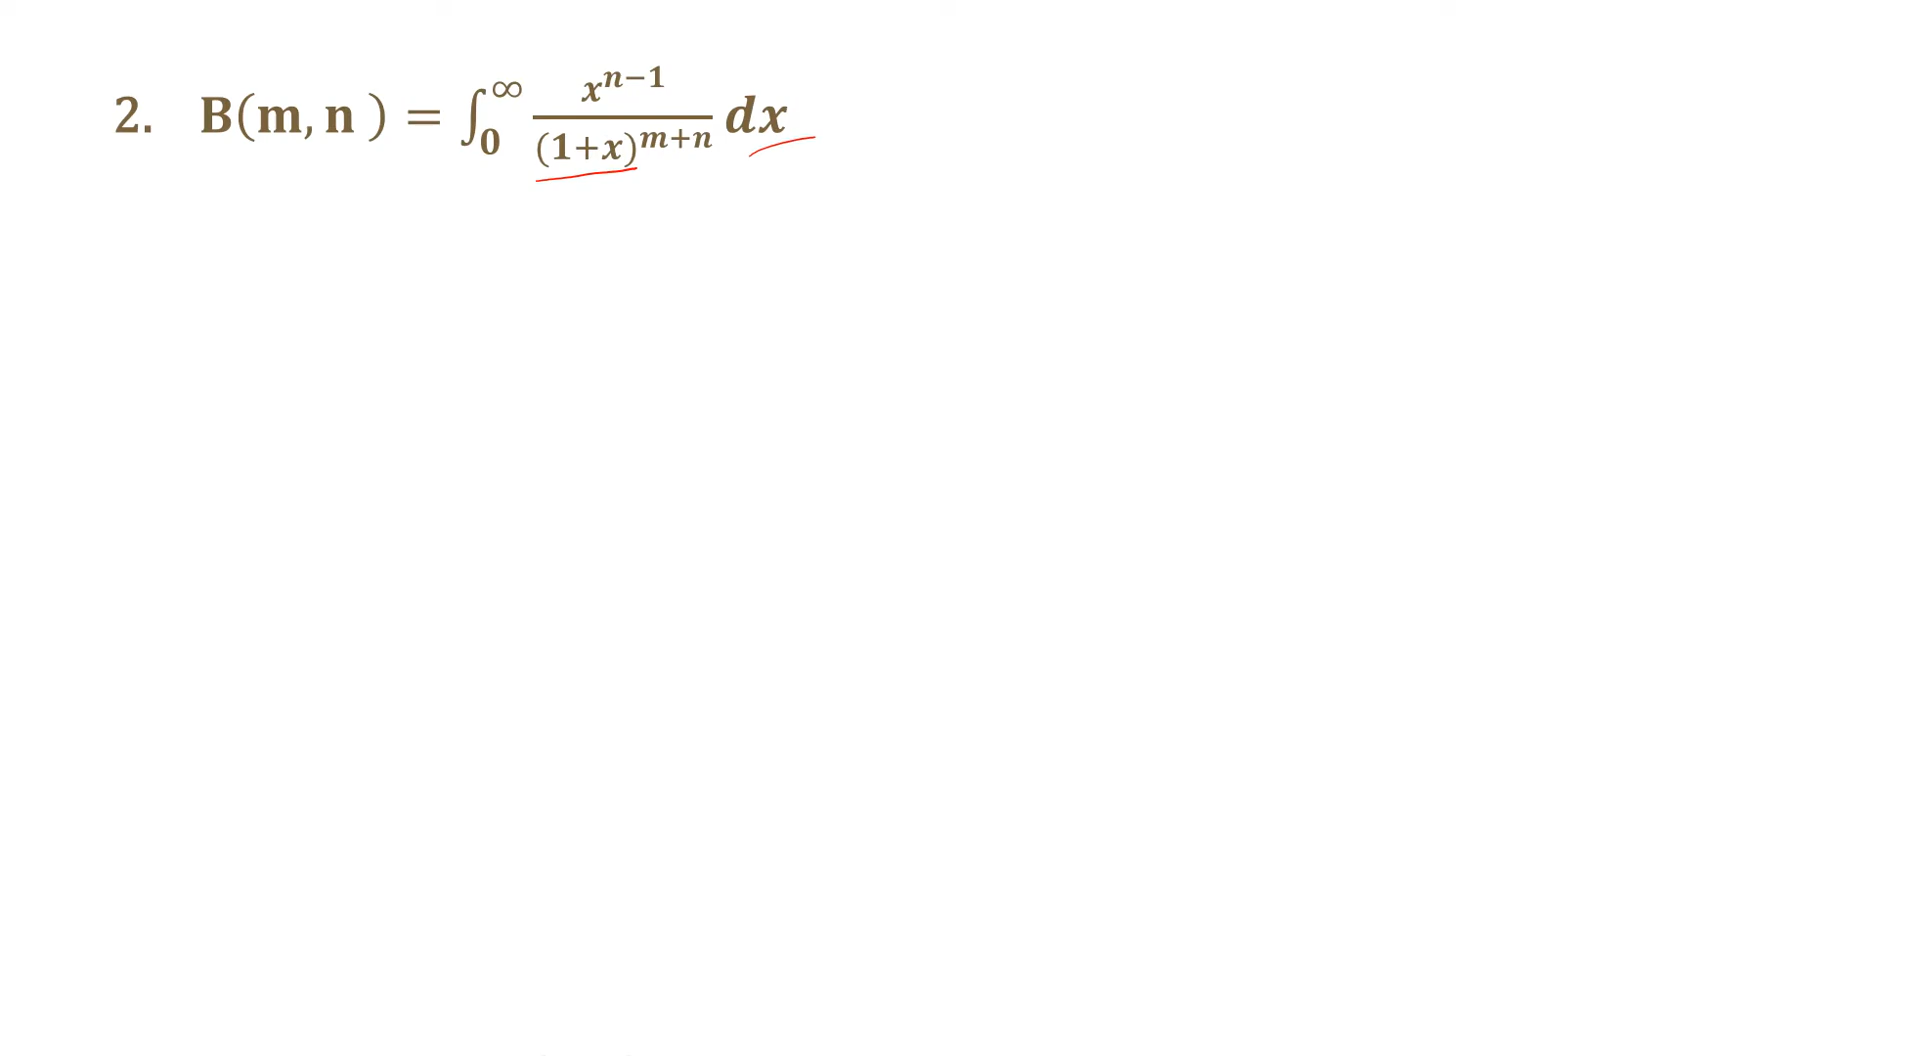 2. B(m, n ) = ∫₀^∞ x^{n−1} / (1+x)^{m+n} dx